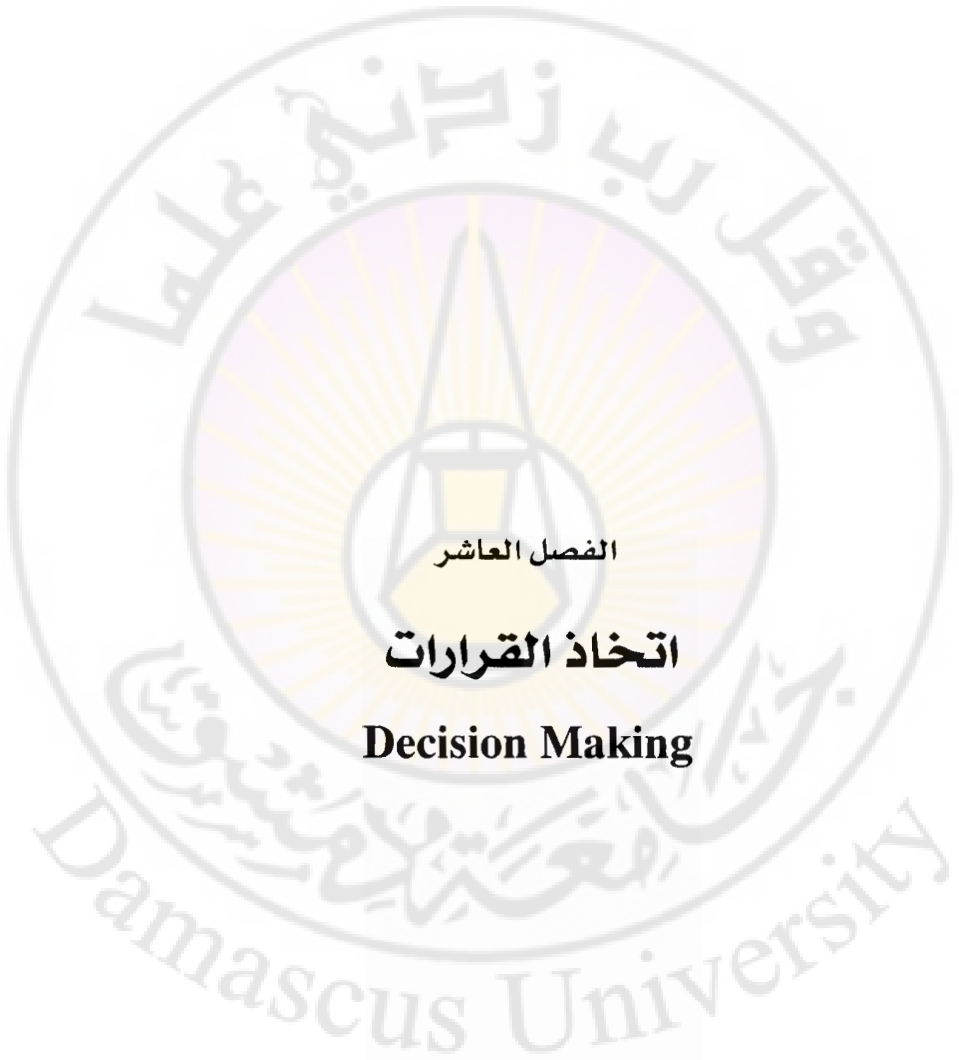 وقل رب زدني علما
الفصل العاشر
اتخاذ القرارات
Decision Making
جامعة دمشق
Damascus University